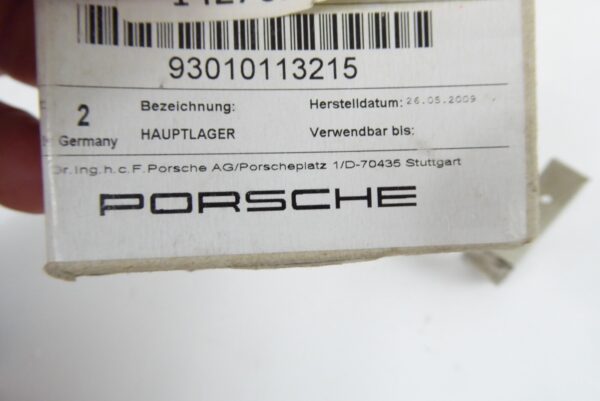 93010113215
2
Bezeichnung:
Herstelldatum: 26.05.2009
Germany
HAUPTLAGER
Verwendbar bis:
Dr.Ing.h.c.F.Porsche AG/Porscheplatz 1/D-70435 Stuttgart
PORSCHE